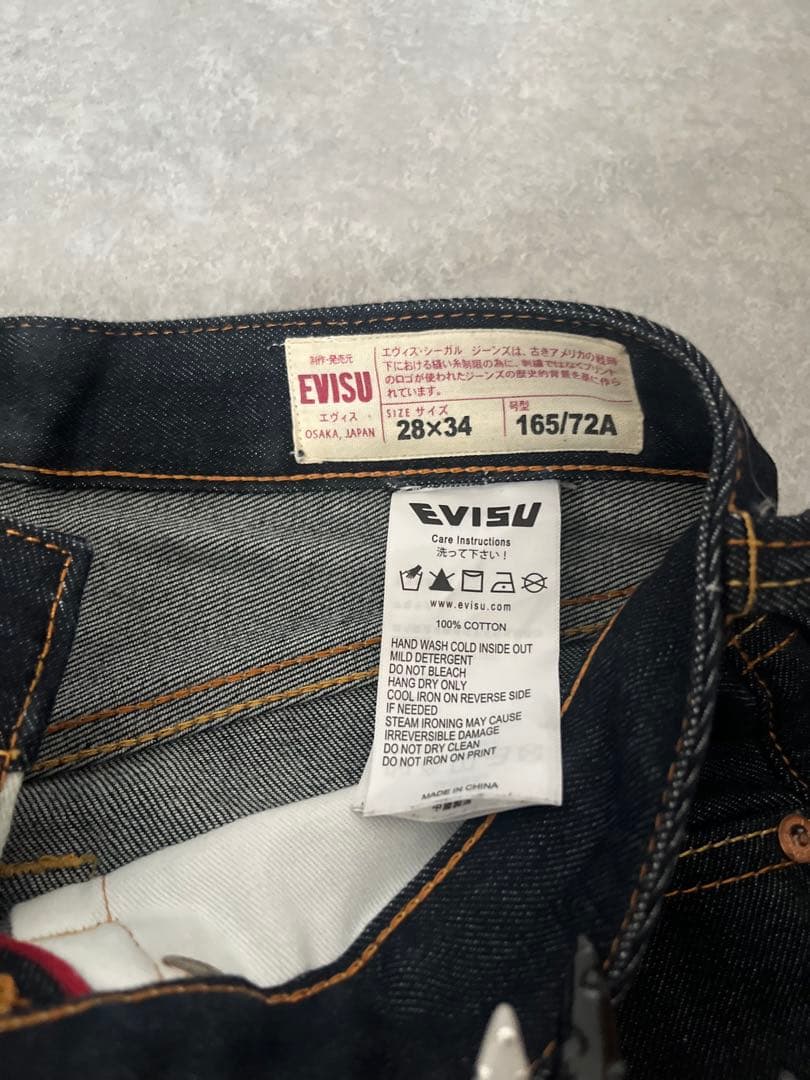 制作・発売元
EVISU
エヴィス・
OSAKA, JAPAN
エヴィス・シーガル ジーンズは、古きアメリカの戦時
下における縫い糸制限の為に、刺繍ではなくプリント
のロゴが使われたジーンズの歴史的背景を基に作ら
れています。
SIZE サイズ
28×34
号型
165/72A
EVISU
Care Instructions
洗って下さい!
www.evisu.com
100% COTTON
HAND WASH COLD INSIDE OUT
MILD DETERGENT
DO NOT BLEACH
HANG DRY ONLY
COOL IRON ON REVERSE SIDE
IF NEEDED
STEAM IRONING MAY CAUSE
IRREVERSIBLE DAMAGE
DO NOT DRY CLEAN
DO NOT IRON ON PRINT
MADE IN CHINA